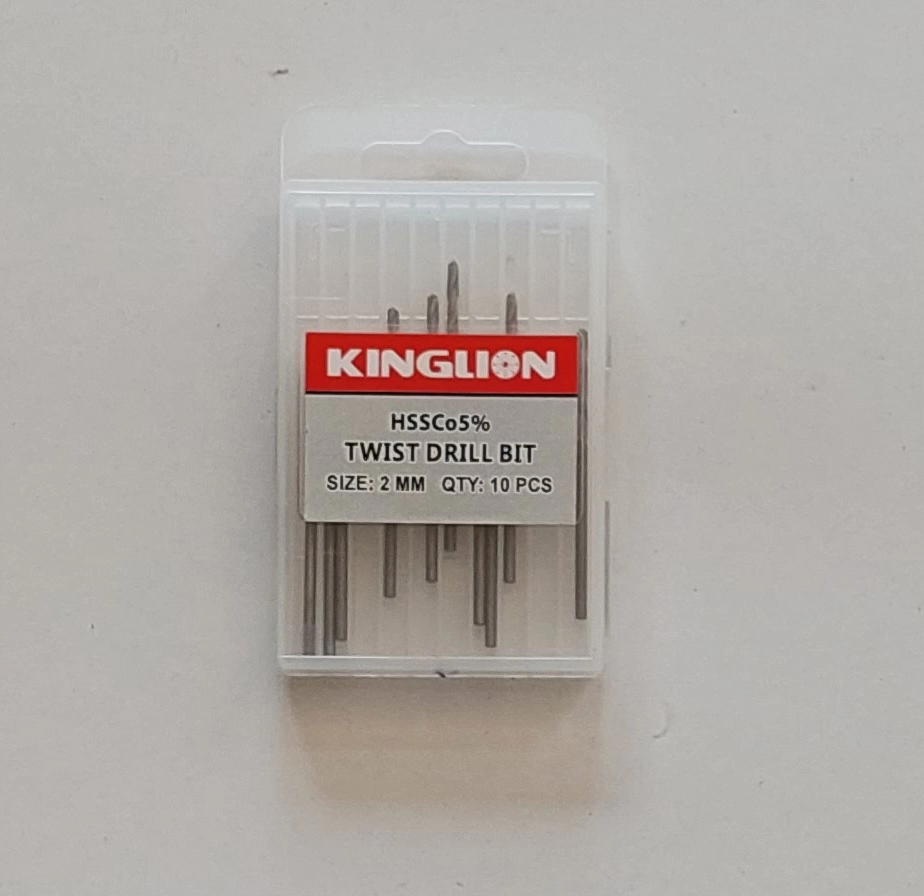 KINGLION
HSSCo5%
TWIST DRILL BIT
SIZE: 2 MM QTY: 10 PCS